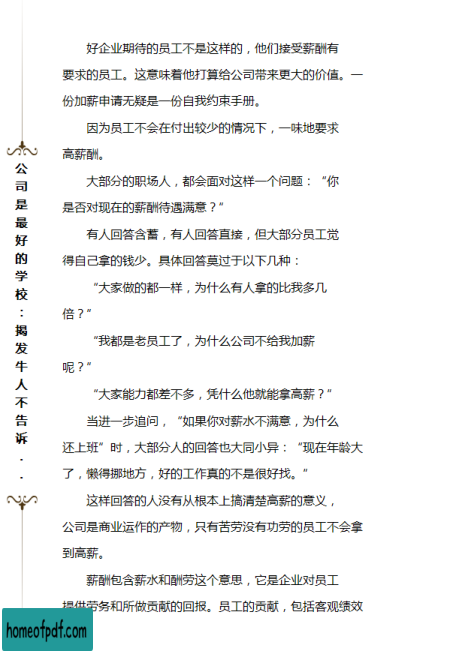 好企业期待的员工不是这样的，他们接受薪酬有
要求的员工。这意味着他打算给公司带来更大的价值。一
份加薪申请无疑是一份自我约束手册。
因为员工不会在付出较少的情况下，一味地要求
高薪酬。
大部分的职场人，都会面对这样一个问题：“你
是否对现在的薪酬待遇满意？”
有人回答含蓄，有人回答直接，但大部分员工觉
得自己拿的钱少。具体回答莫过于以下几种：
“大家做的都一样，为什么有人拿的比我多几
倍？”
“我都是老员工了，为什么公司不给我加薪
呢？”
“大家能力都差不多，凭什么他就能拿高薪？”
当进一步追问，“如果你对薪水不满意，为什么
还上班”时，大部分人的回答也大同小异：“现在年龄大
了，懒得挪地方，好的工作真的不是很好找。”
这样回答的人没有从根本上搞清楚高薪的意义，
公司是商业运作的产物，只有苦劳没有功劳的员工不会拿
到高薪。
薪酬包含薪水和酬劳这个意思，它是企业对员工
提供劳务和所做贡献的回报。员工的贡献，包括客观绩效
公司是最好的学校：揭发牛人不告诉...
homeofpdf.com